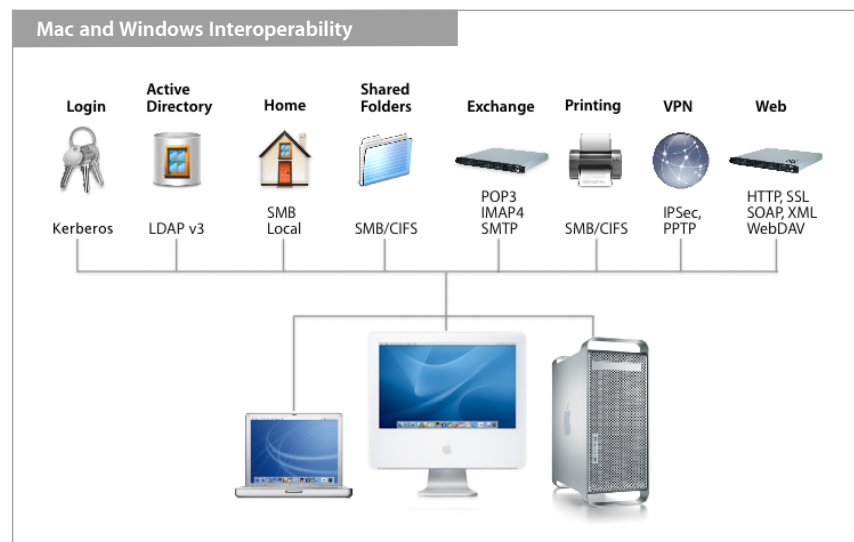 Mac and Windows Interoperability
Login
Active
Directory
Home
Shared
Folders
Exchange
Printing
VPN
Web
Kerberos
LDAP v3
SMB
Local
SMB/CIFS
POP3
IMAP4
SMTP
SMB/CIFS
IPSec,
PPTP
HTTP, SSL
SOAP, XML
WebDAV